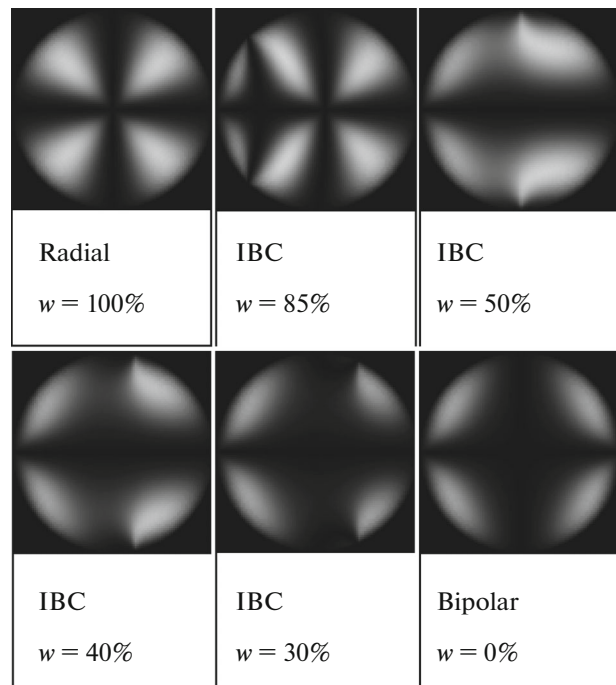 Radial
w = 100%
IBC
w = 85%
IBC
w = 50%
IBC
w = 40%
IBC
w = 30%
Bipolar
w = 0%